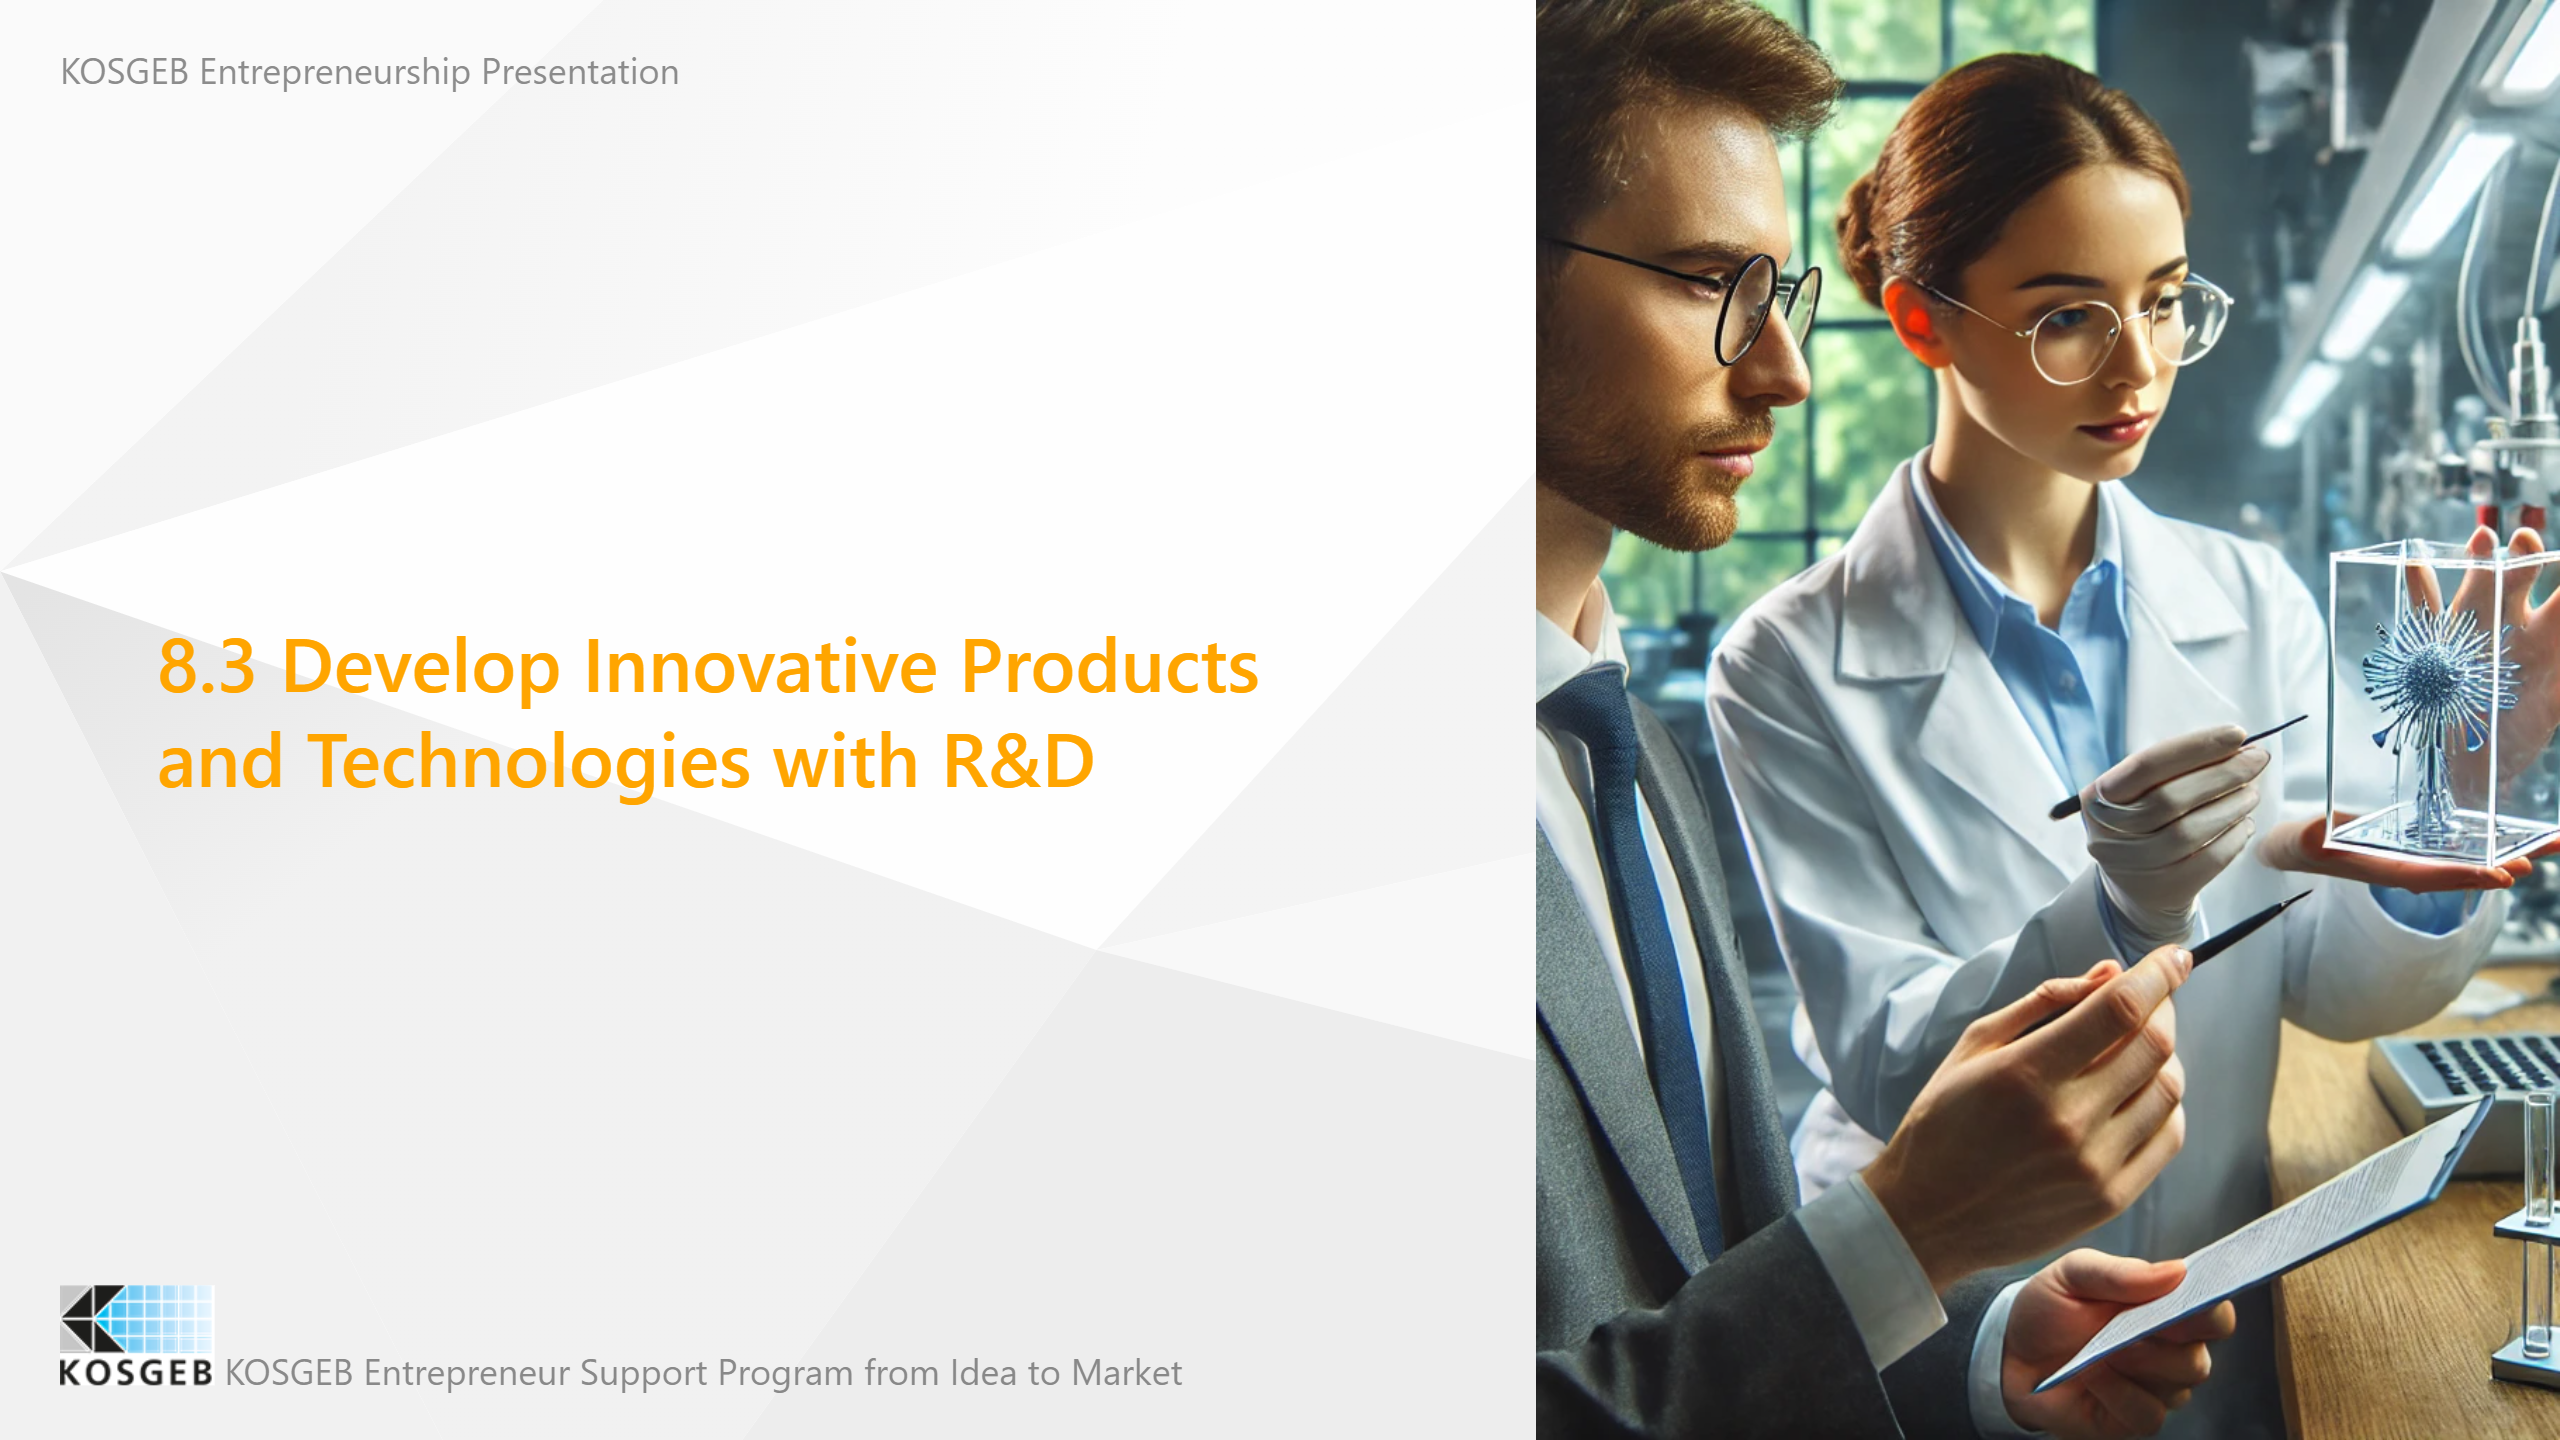 KOSGEB Entrepreneurship Presentation
8.3 Develop Innovative Products
and Technologies with R&D
KOSGEB
KOSGEB Entrepreneur Support Program from Idea to Market